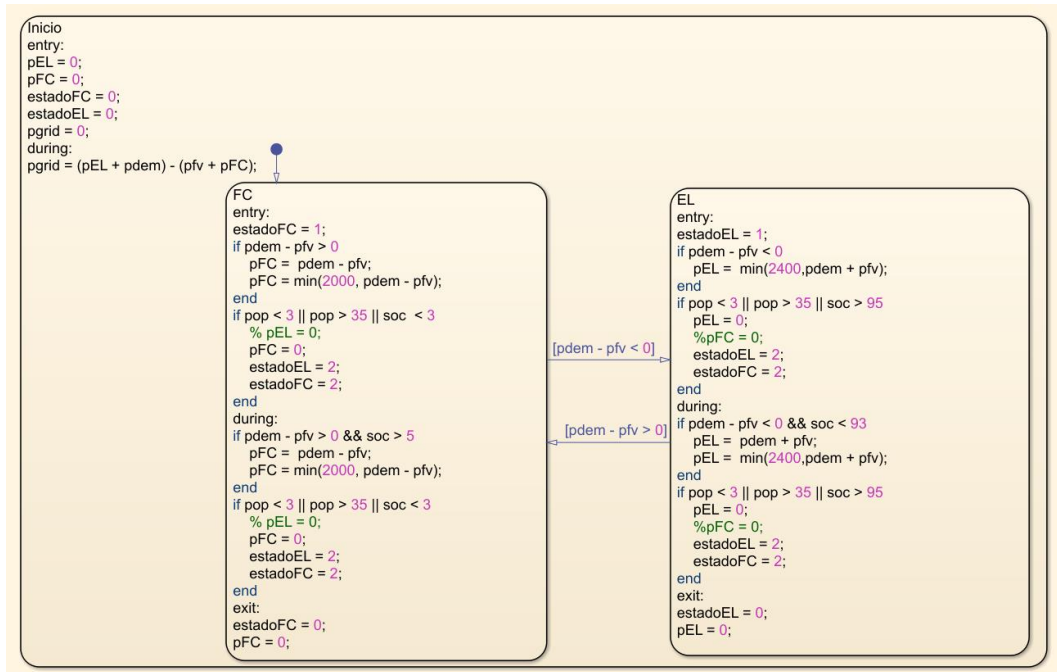 Inicio
entry:
pEL = 0;
pFC = 0;
estadoFC = 0;
estadoEL = 0;
pgrid = 0;
during:
pgrid = (pEL + pdem) - (pfv + pFC);
FC
entry:
estadoFC = 1;
if pdem - pfv > 0
pFC =  pdem - pfv;
pFC = min(2000, pdem - pfv);
end
if pop < 3 || pop > 35 || soc  < 3
% pEL = 0;
pFC = 0;
estadoEL = 2;
estadoFC = 2;
end
during:
if pdem - pfv > 0 && soc > 5
pFC =  pdem - pfv;
pFC = min(2000, pdem - pfv);
end
if pop < 3 || pop > 35 || soc < 3
% pEL = 0;
pFC = 0;
estadoEL = 2;
estadoFC = 2;
end
exit:
estadoFC = 0;
pFC = 0;
[pdem - pfv < 0]
[pdem - pfv > 0]
EL
entry:
estadoEL = 1;
if pdem - pfv < 0
pEL =  min(2400,pdem + pfv);
end
if pop < 3 || pop > 35 || soc > 95
pEL = 0;
%pFC = 0;
estadoEL = 2;
estadoFC = 2;
end
during:
if pdem - pfv < 0 && soc < 93
pEL =  pdem + pfv;
pEL =  min(2400,pdem + pfv);
end
if pop < 3 || pop > 35 || soc > 95
pEL = 0;
%pFC = 0;
estadoEL = 2;
estadoFC = 2;
end
exit:
estadoEL = 0;
pEL = 0;